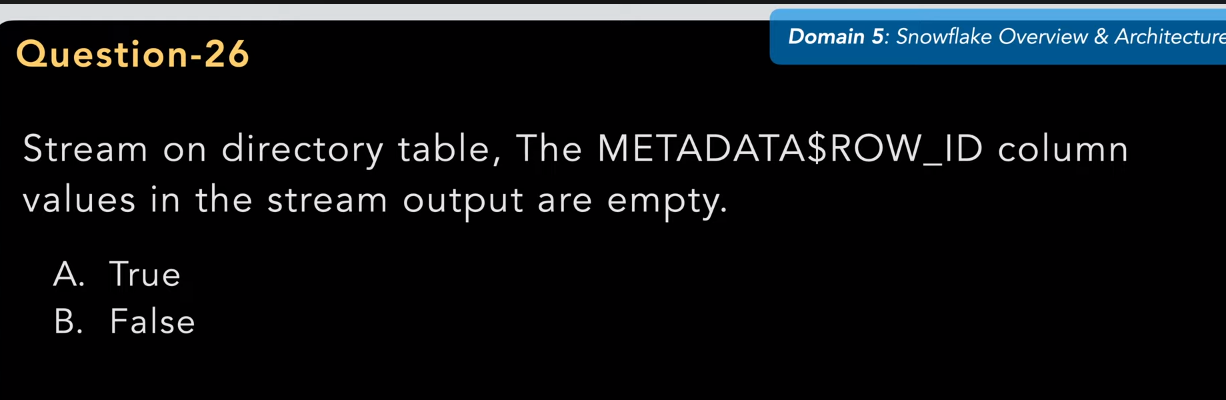 Domain 5: Snowflake Overview & Architecture
Question-26
Stream on directory table, The METADATA$ROW_ID column
values in the stream output are empty.
A. True
B. False